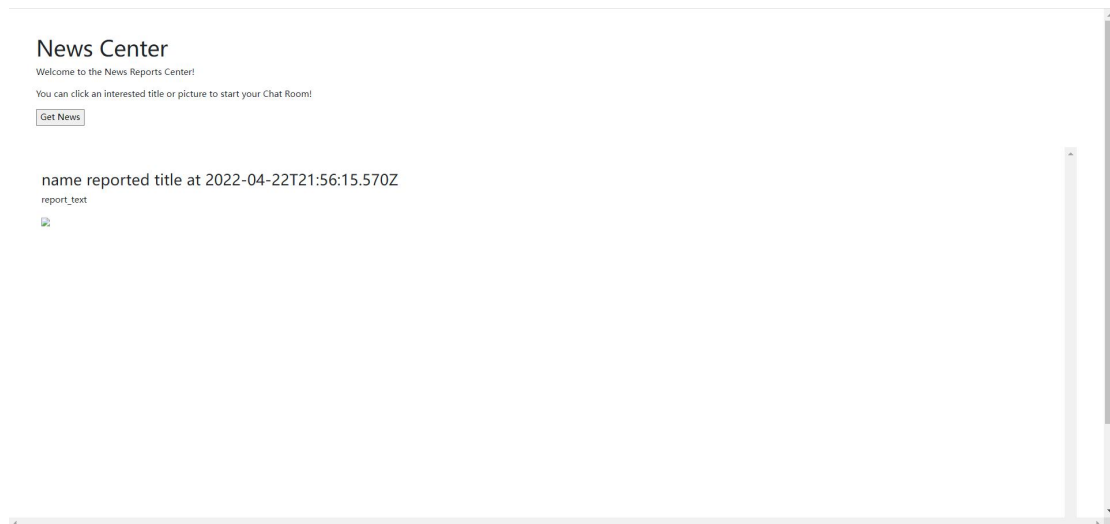 News Center
Welcome to the News Reports Center!
You can click an interested title or picture to start your Chat Room!
Get News
name reported title at 2022-04-22T21:56:15.570Z
report_text